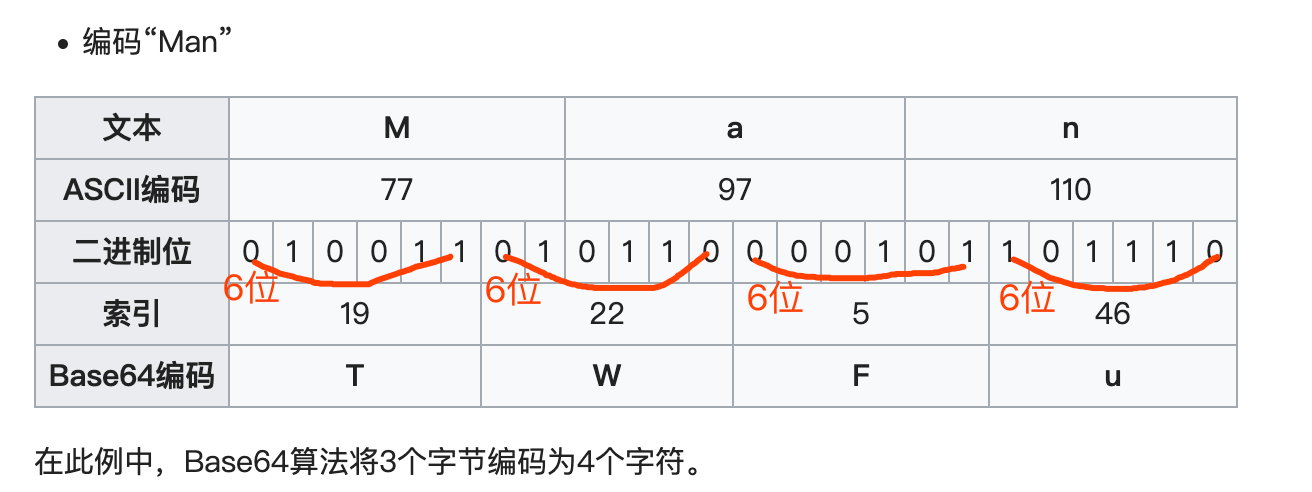 • 编码“Man”
文本 M a n
ASCII编码 77 97 110
二进制位 0 1 0 0 1 1 0 1 0 1 1 0 0 0 0 1 0 1 1 0 1 1 1 0
6位 6位 6位 6位
索引 19 22 5 46
Base64编码 T W F u
在此例中，Base64算法将3个字节编码为4个字符。